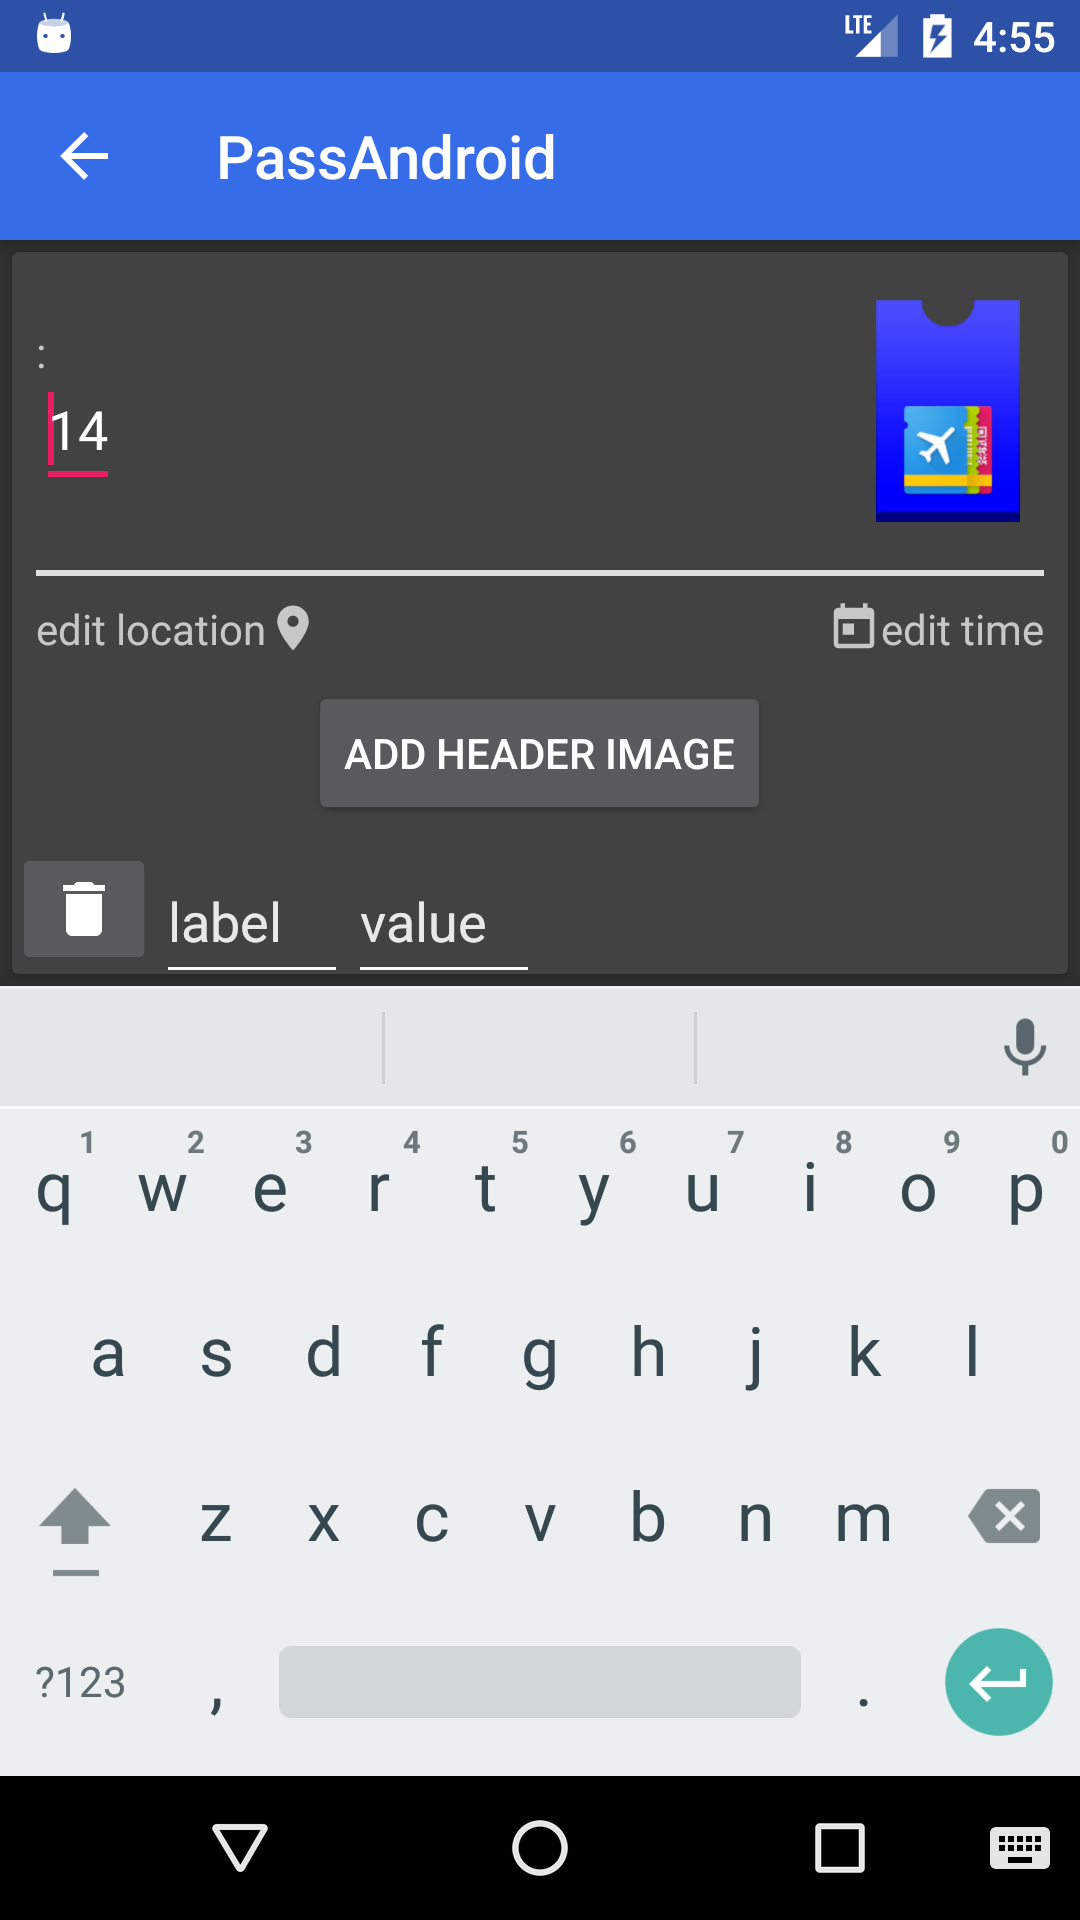 LTE 4:55
PassAndroid
:
14
edit location edit time
ADD HEADER IMAGE
label value
1 2 3 4 5 6 7 8 9 0
q w e r t y u i o p
a s d f g h j k l
z x c v b n m
?123 , .